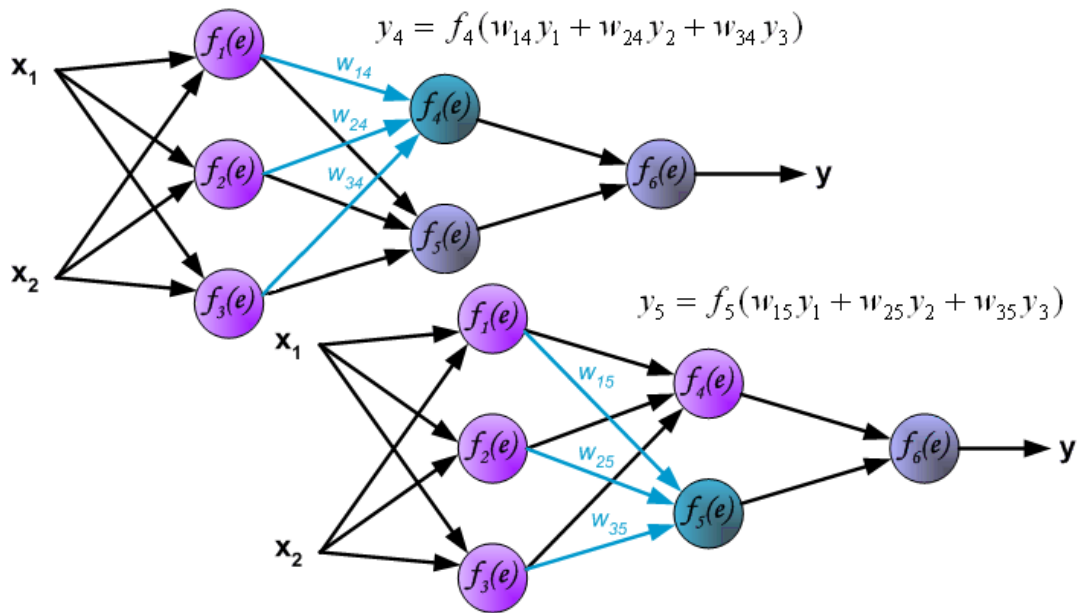 y₄ = f₄(w₁₄y₁ + w₂₄y₂ + w₃₄y₃)
f₁(e)
x₁
w₁₄
f₄(e)
w₂₄
f₂(e)
w₃₄
f₆(e)
y
f₅(e)
x₂
f₃(e)
y₅ = f₅(w₁₅y₁ + w₂₅y₂ + w₃₅y₃)
f₁(e)
x₁
w₁₅
f₄(e)
f₂(e)
w₂₅
f₆(e)
y
f₅(e)
w₃₅
x₂
f₃(e)